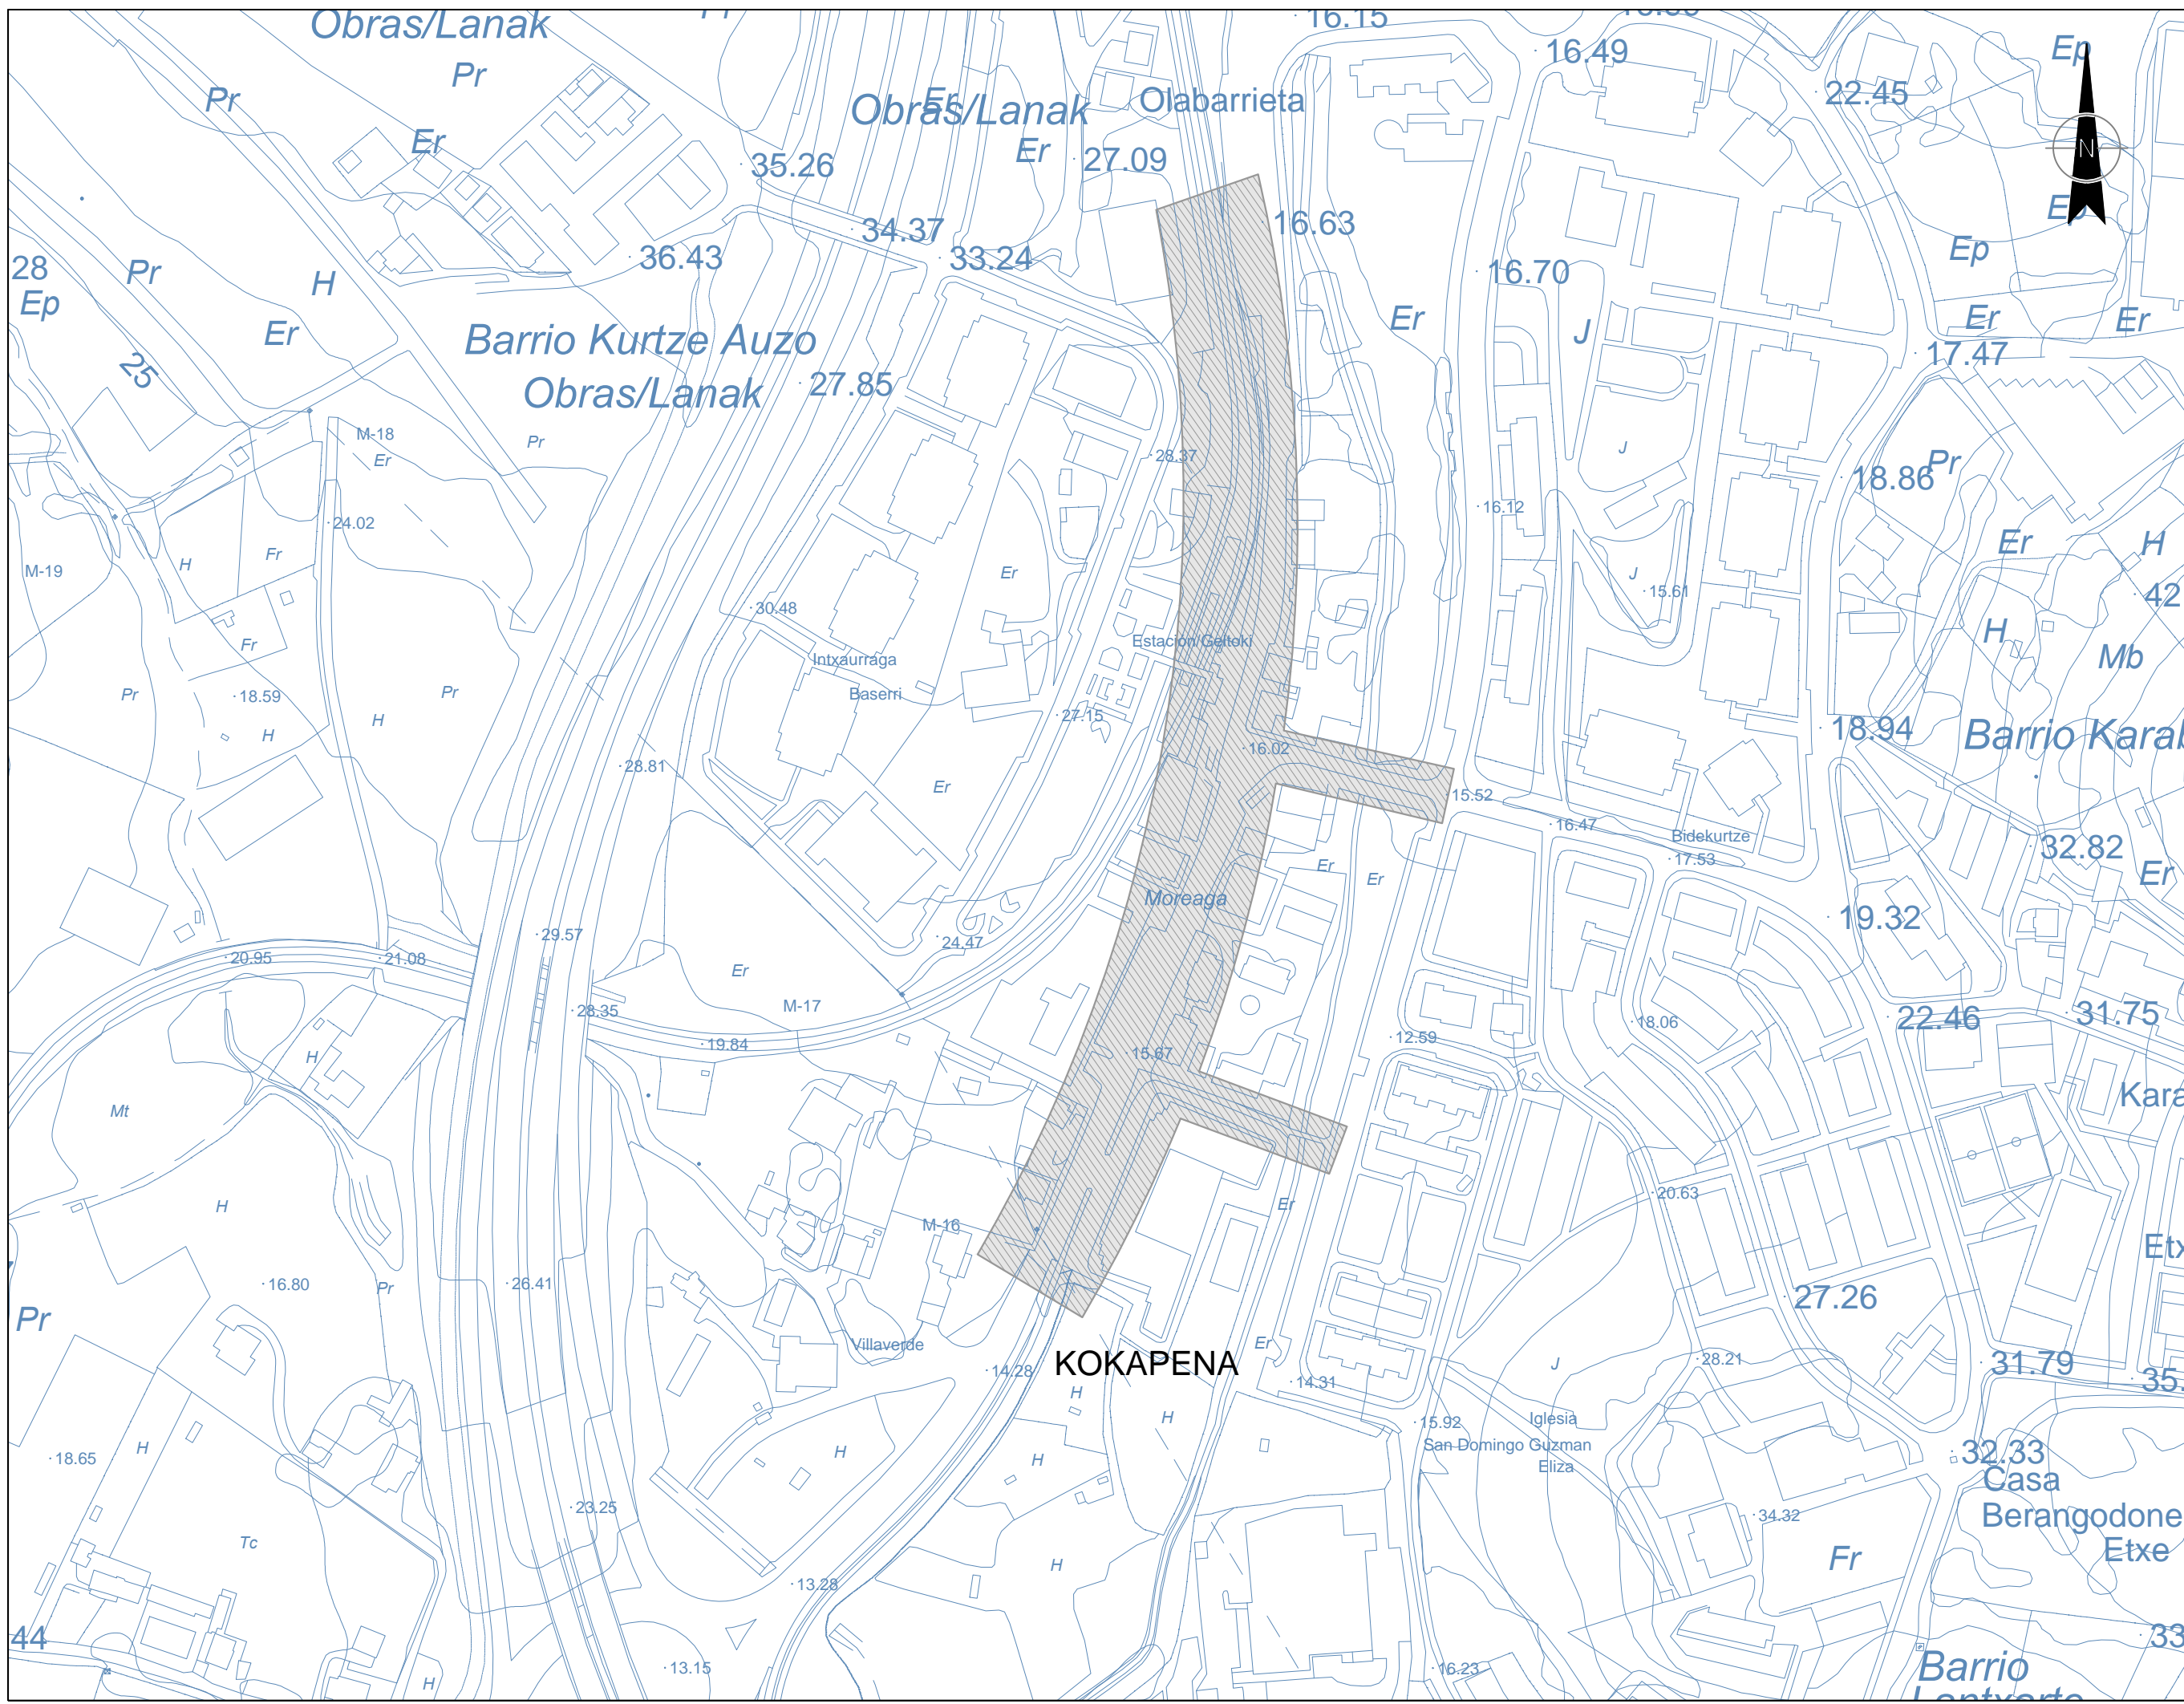 Obras/Lanak
16.15
Pr
16.49
Ep
Pr
22.45
Er
Obras/Lanak
Olabarrieta
Er
Er
N
35.26
27.09
Ep
34.37
16.63
36.43
33.24
Ep
28
Pr
H
16.70
Ep
Er
Er
J
Er
Er
Barrio Kurtze Auzo
17.47
25
Obras/Lanak
27.85
M-18
Pr
J
Er
28.37
Pr
18.86
16.12
24.02
Er
H
Fr
H
M-19
Er
J
15.61
42
30.48
Fr
Estación/Geltoki
H
Intxaurraga
Mb
Baserri
Pr
18.59
Pr
H
27.15
H
16.02
18.94
Barrio Karab
28.81
Er
15.52
16.47
Bidekurtze
32.82
17.53
Er
Er
Er
Moreaga
19.32
29.57
24.47
20.95
21.08
Er
M-17
28.35
18.06
22.46
31.75
19.84
12.59
15.67
H
Mt
Kara
20.63
H
Er
M-16
Etx
16.80
Pr
26.41
27.26
Pr
Villaverde
Er
KOKAPENA
J
28.21
31.79
14.28
14.31
35.
H
H
15.92
Iglesia
San Domingo Guzman
Eliza
H
H
H
18.65
32.33
Casa
23.25
34.32
Berangodone
Etxe
Tc
H
Fr
13.28
44
33
13.15
16.23
Barrio
H